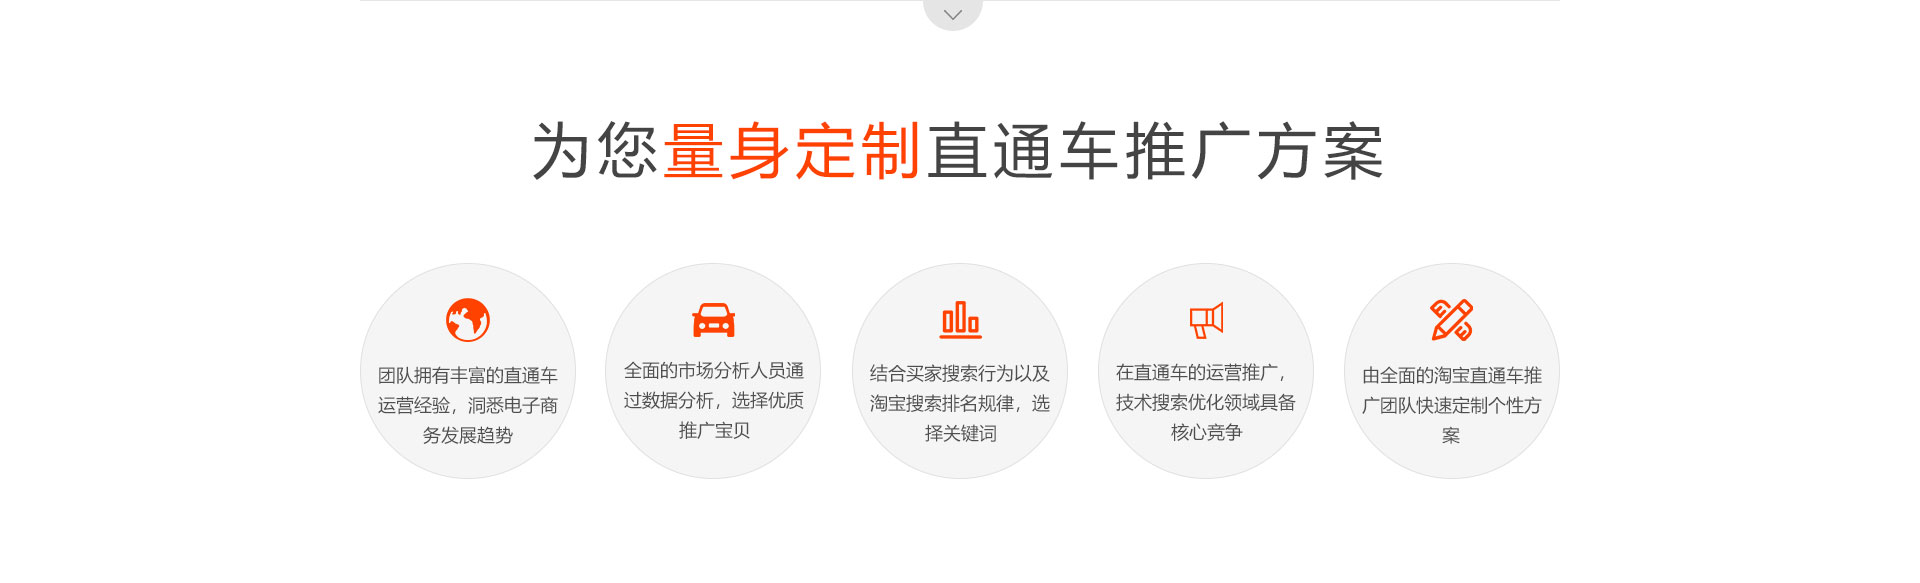 为您量身定制直通车推广方案
团队拥有丰富的直通车
运营经验，洞悉电子商
务发展趋势
全面的市场分析人员通
过数据分析，选择优质
推广宝贝
结合买家搜索行为以及
淘宝搜索排名规律，选
择关键词
在直通车的运营推广，
技术搜索优化领域具备
核心竞争
由全面的淘宝直通车推
广团队快速定制个性方
案